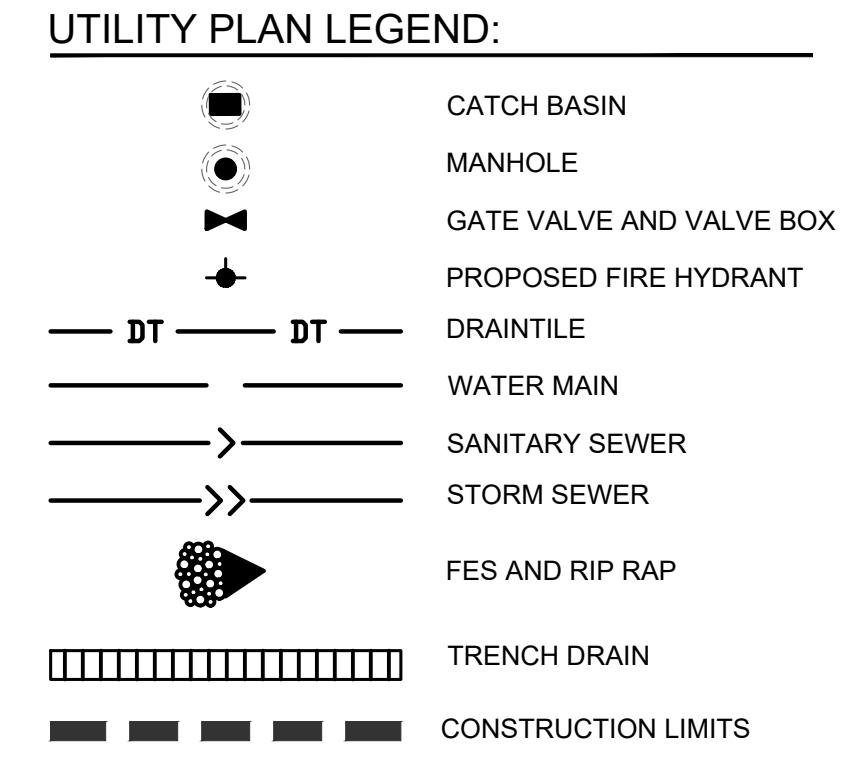 UTILITY PLAN LEGEND:
CATCH BASIN
MANHOLE
GATE VALVE AND VALVE BOX
PROPOSED FIRE HYDRANT
DT DT DRAINTILE
WATER MAIN
SANITARY SEWER
STORM SEWER
FES AND RIP RAP
TRENCH DRAIN
CONSTRUCTION LIMITS